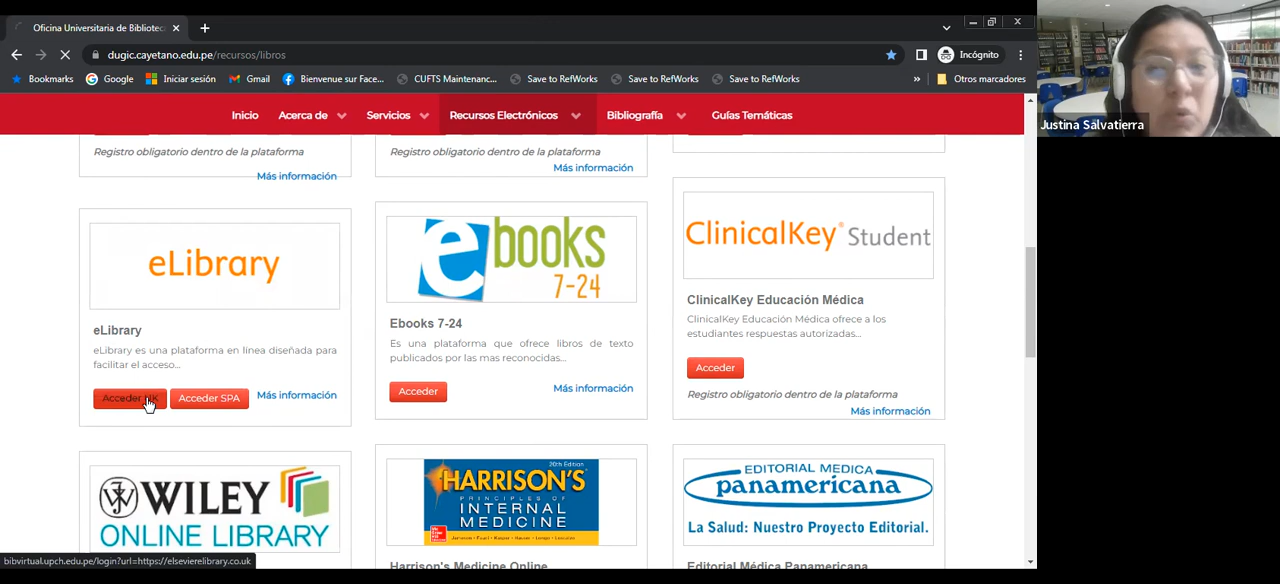 Oficina Universitaria de Bibliotec
dugic.cayetano.edu.pe/recursos/libros
Incógnito
Bookmarks
Google
Iniciar sesión
Gmail
Bienvenue sur Face...
CUFTS Maintenanc...
Save to RefWorks
Save to RefWorks
Save to RefWorks
»
Otros marcadores
Justina Salvatierra
Inicio
Acerca de
Servicios
Recursos Electrónicos
Bibliografía
Guías Temáticas
Registro obligatorio dentro de la plataforma
Más información
Registro obligatorio dentro de la plataforma
Más información
eLibrary
eLibrary
eLibrary es una plataforma en línea diseñada para
facilitar el acceso...
Acceder UK
Acceder SPA
Más información
ebooks
7-24
Ebooks 7-24
Es una plataforma que ofrece libros de texto
publicados por las mas reconocidas...
Acceder
Más información
ClinicalKey® Student
ClinicalKey Educación Médica
ClinicalKey Educación Médica ofrece a los
estudiantes respuestas autorizadas...
Acceder
Registro obligatorio dentro de la plataforma
Más información
WILEY
ONLINE LIBRARY
20th Edition
HARRISON'S
PRINCIPLES OF
INTERNAL
MEDICINE
Harrison's Medicine Online
EDITORIAL MEDICA
panamericana
La Salud: Nuestro Proyecto Editorial.
Editorial Médica Panamericana
bibvirtual.upch.edu.pe/login?url=https://elsevierelibrary.co.uk